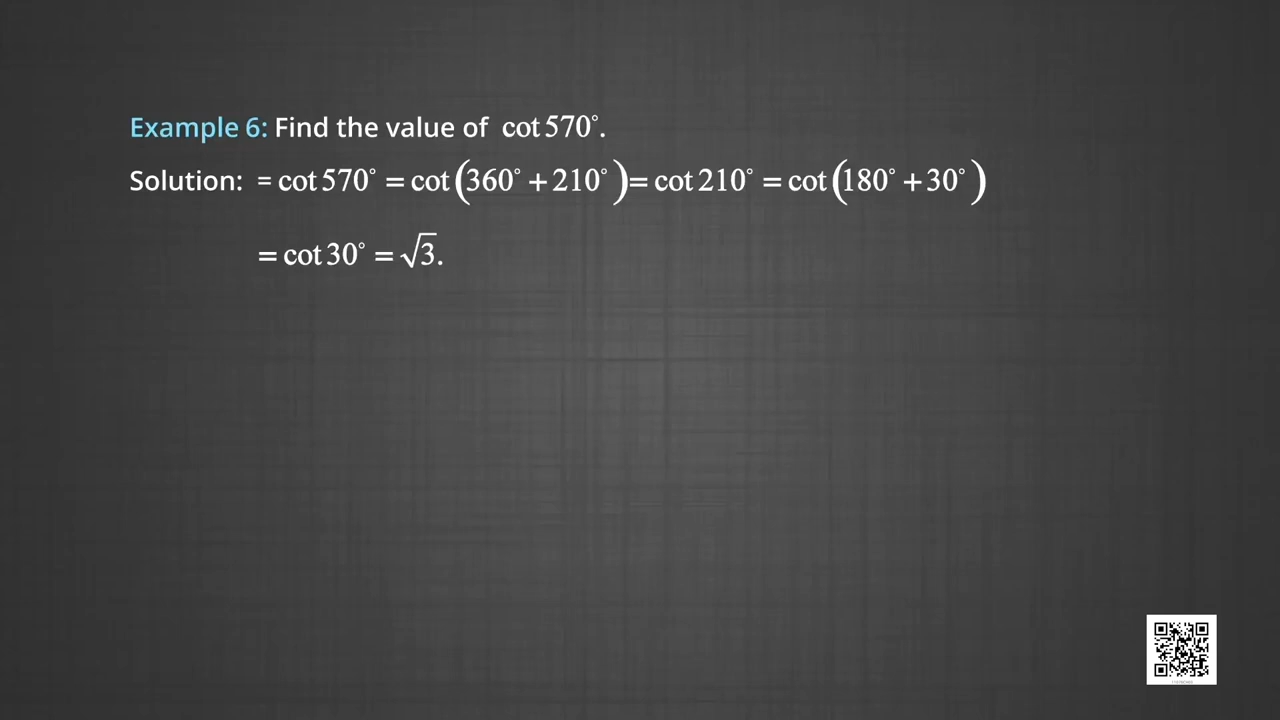 Example 6: Find the value of cot 570°.
Solution: = cot 570° = cot (360° + 210°) = cot 210° = cot (180° + 30°)
= cot 30° = √3.